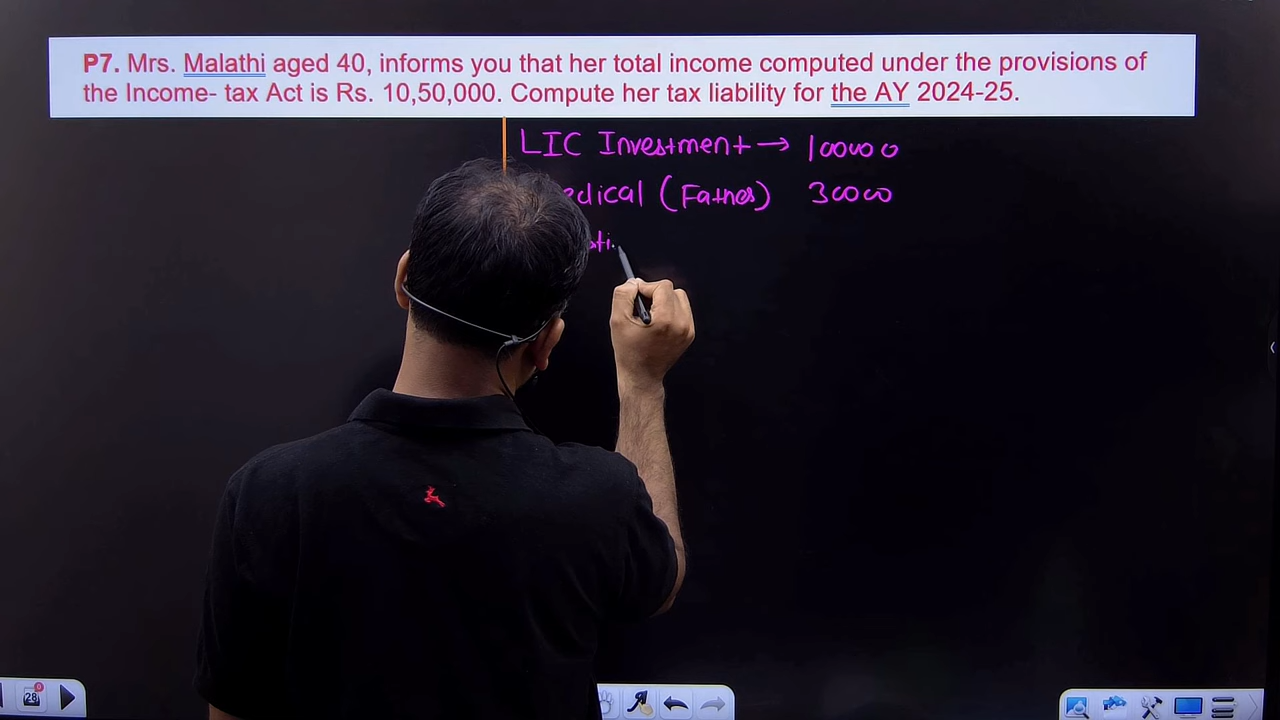 P7. Mrs. Malathi aged 40, informs you that her total income computed under the provisions of
the Income- tax Act is Rs. 10,50,000. Compute her tax liability for the AY 2024-25.
LIC Investment → 100000
(Father) 30000
28